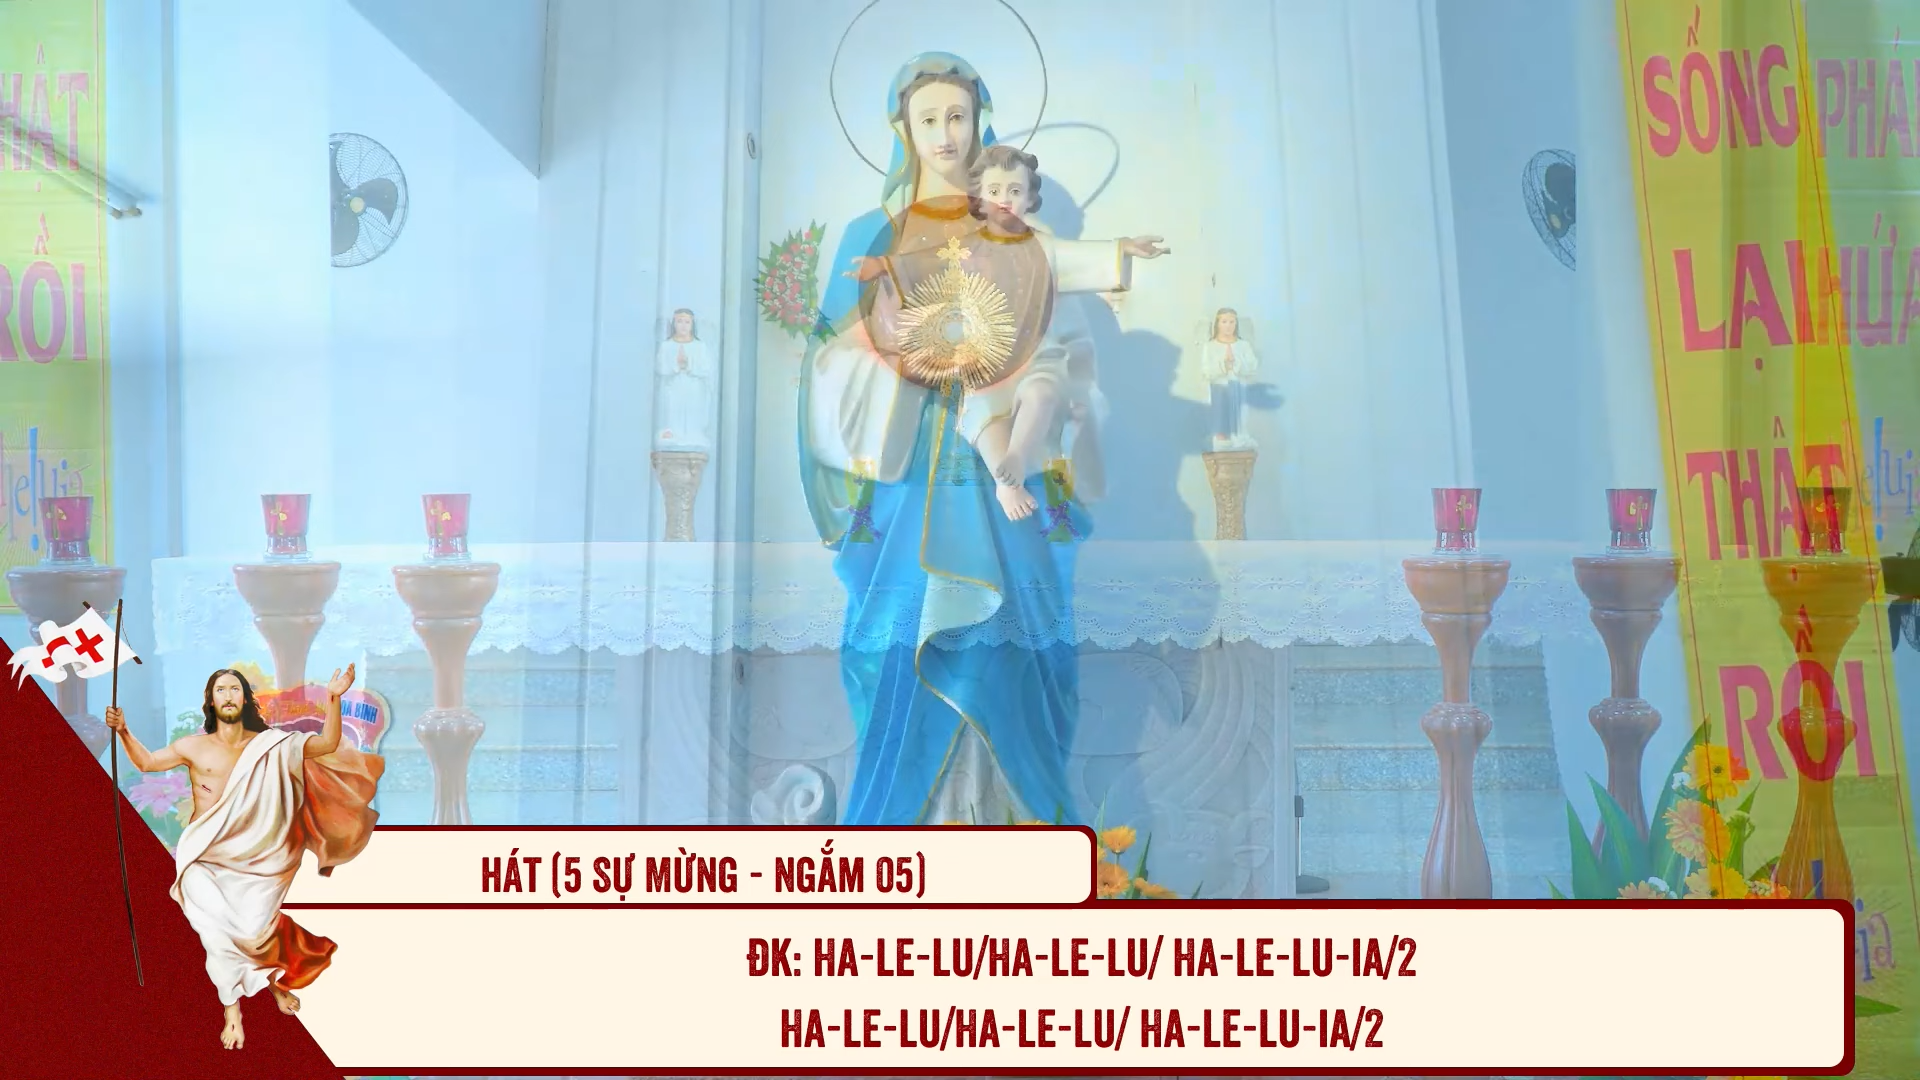 SỐNG
LẠI
THẬT
RỒI
RỒI
HÁT (5 SỰ MỪNG - NGẮM 05)
ĐK: HA-LE-LU/HA-LE-LU/ HA-LE-LU-IA/2
HA-LE-LU/HA-LE-LU/ HA-LE-LU-IA/2